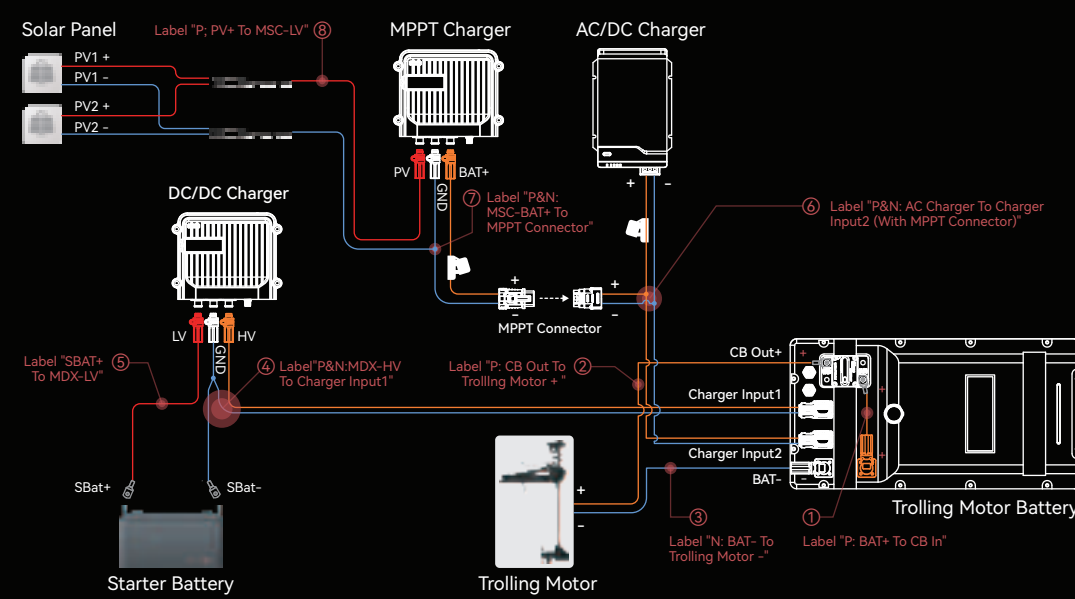 Solar Panel
Label "P; PV+ To MSC-LV" ⑧
MPPT Charger
AC/DC Charger
PV1 +
PV1 -
PV2 +
PV2 -
PV
GND
BAT+
+
-
DC/DC Charger
⑦ Label "P&N:
MSC-BAT+ To
MPPT Connector"
⑥ Label "P&N: AC Charger To Charger
Input2 (With MPPT Connector)"
+
-
+
-
MPPT Connector
LV
GND
HV
Label "SBAT+ ⑤
To MDX-LV"
④ Label"P&N:MDX-HV
To Charger Input1"
Label "P: CB Out To ②
Trolling Motor + "
CB Out+
+
Charger Input1
+
Charger Input2
+
BAT-
-
SBat+
SBat-
+
-
③
Label "N: BAT- To
Trolling Motor -"
①
Label "P: BAT+ To CB In"
Trolling Motor Battery
Starter Battery
Trolling Motor